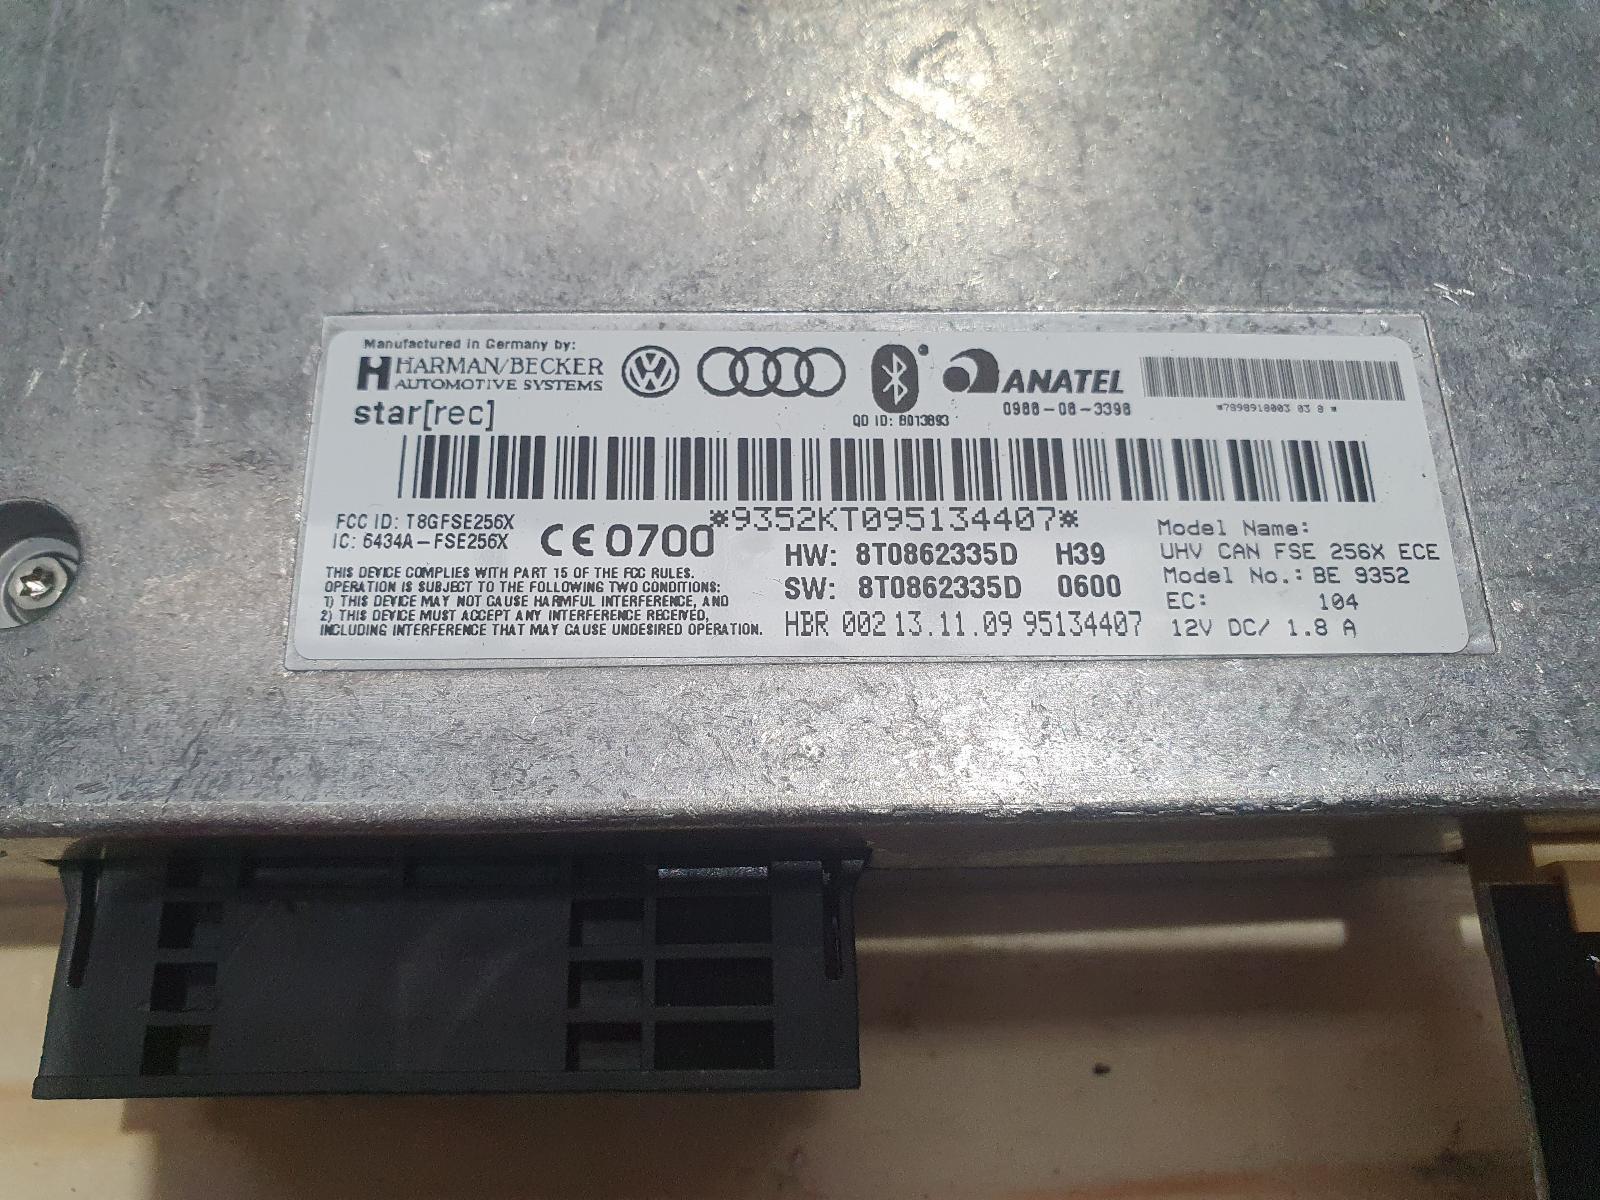 Manufactured in Germany by:
HARMAN/BECKER
AUTOMOTIVE SYSTEMS
star[rec]
QD ID: B013893
ANATEL
0988-08-3398
*7898918003 03 8 *
*9352KT095134407*
FCC ID: T8GFSE256X
IC: 6434A-FSE256X
CE 0700
THIS DEVICE COMPLIES WITH PART 15 OF THE FCC RULES.
OPERATION IS SUBJECT TO THE FOLLOWING TWO CONDITIONS:
1) THIS DEVICE MAY NOT CAUSE HARMFUL INTERFERENCE, AND
2) THIS DEVICE MUST ACCEPT ANY INTERFERENCE RECEIVED,
INCLUDING INTERFERENCE THAT MAY CAUSE UNDESIRED OPERATION.
HW: 8T0862335D H39
SW: 8T0862335D 0600
HBR 002 13.11.09 95134407
Model Name:
UHV CAN FSE 256X ECE
Model No.: BE 9352
EC: 104
12V DC/ 1.8 A